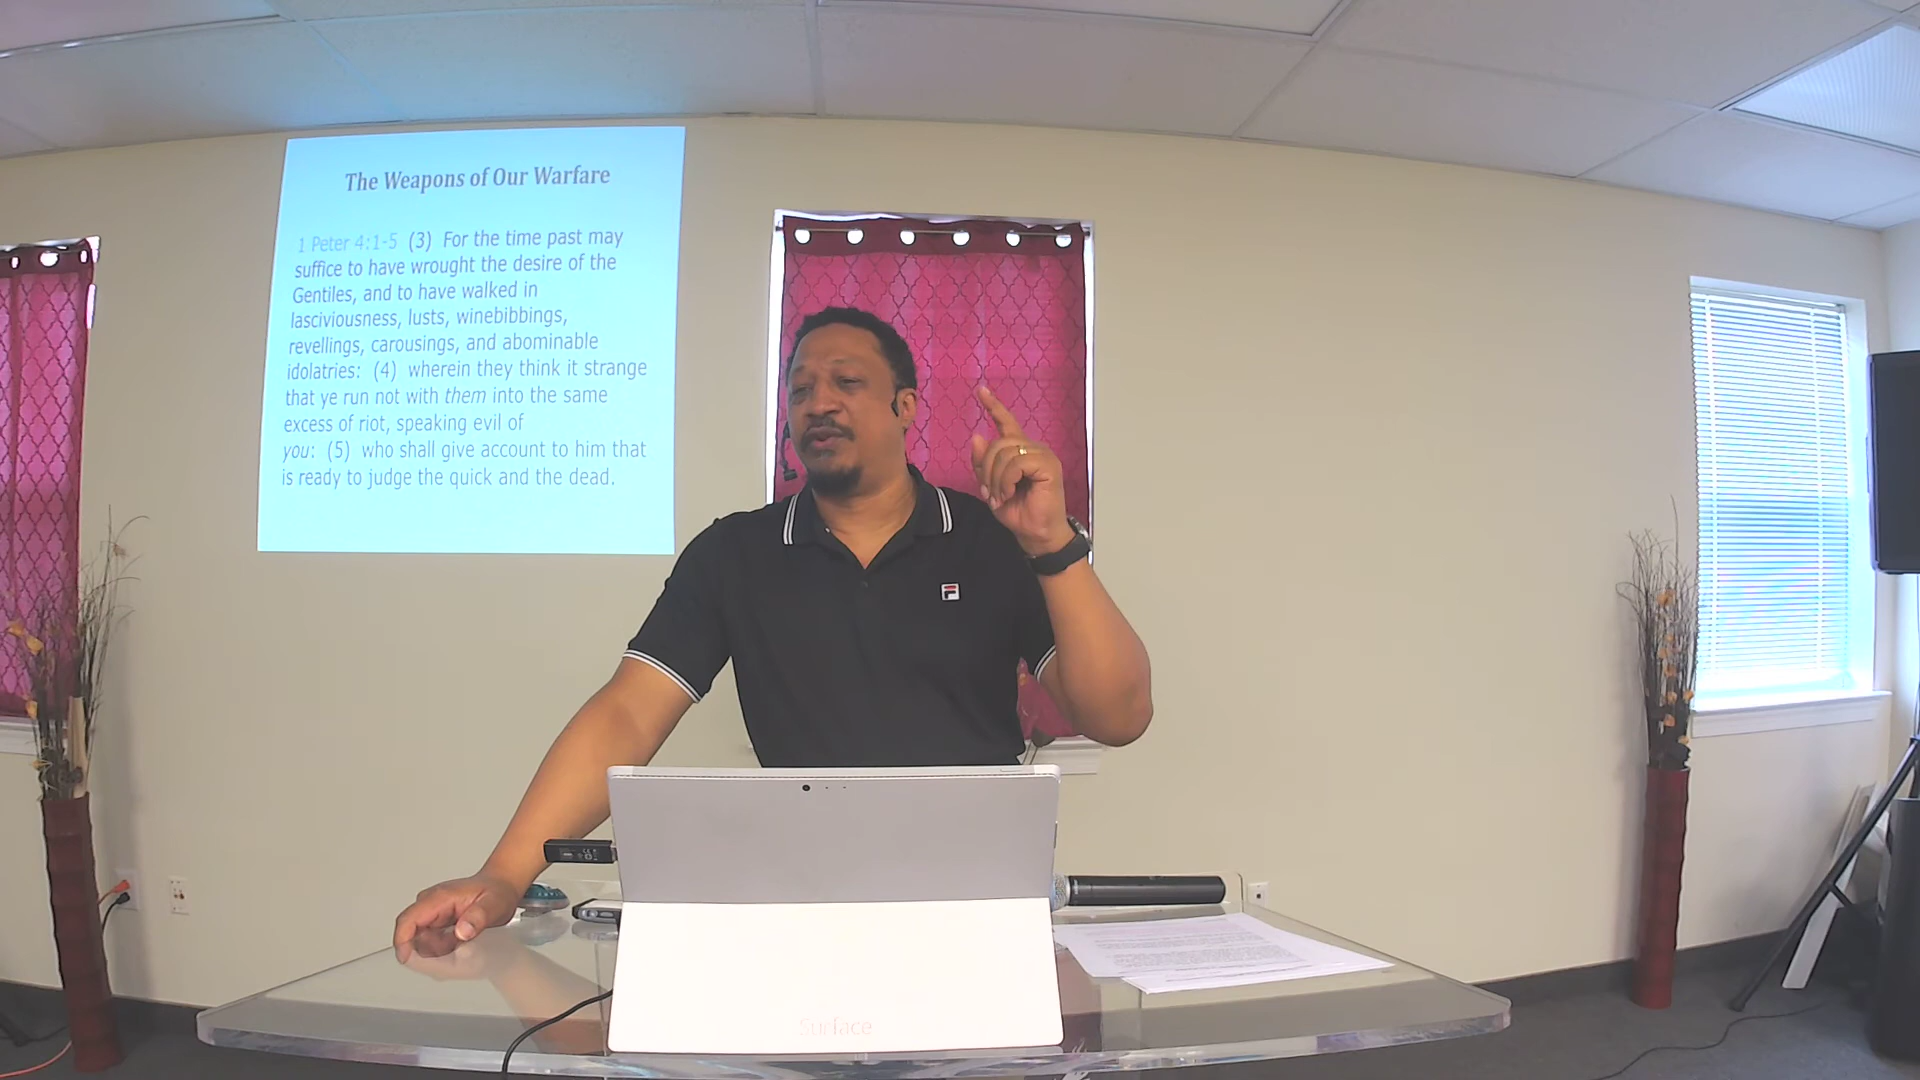 The Weapons of Our Warfare
1 Peter 4:1-5 (3) For the time past may
suffice to have wrought the desire of the
Gentiles, and to have walked in
lasciviousness, lusts, winebibbings,
revellings, carousings, and abominable
idolatries: (4) wherein they think it strange
that ye run not with them into the same
excess of riot, speaking evil of
you: (5) who shall give account to him that
is ready to judge the quick and the dead.
Surface